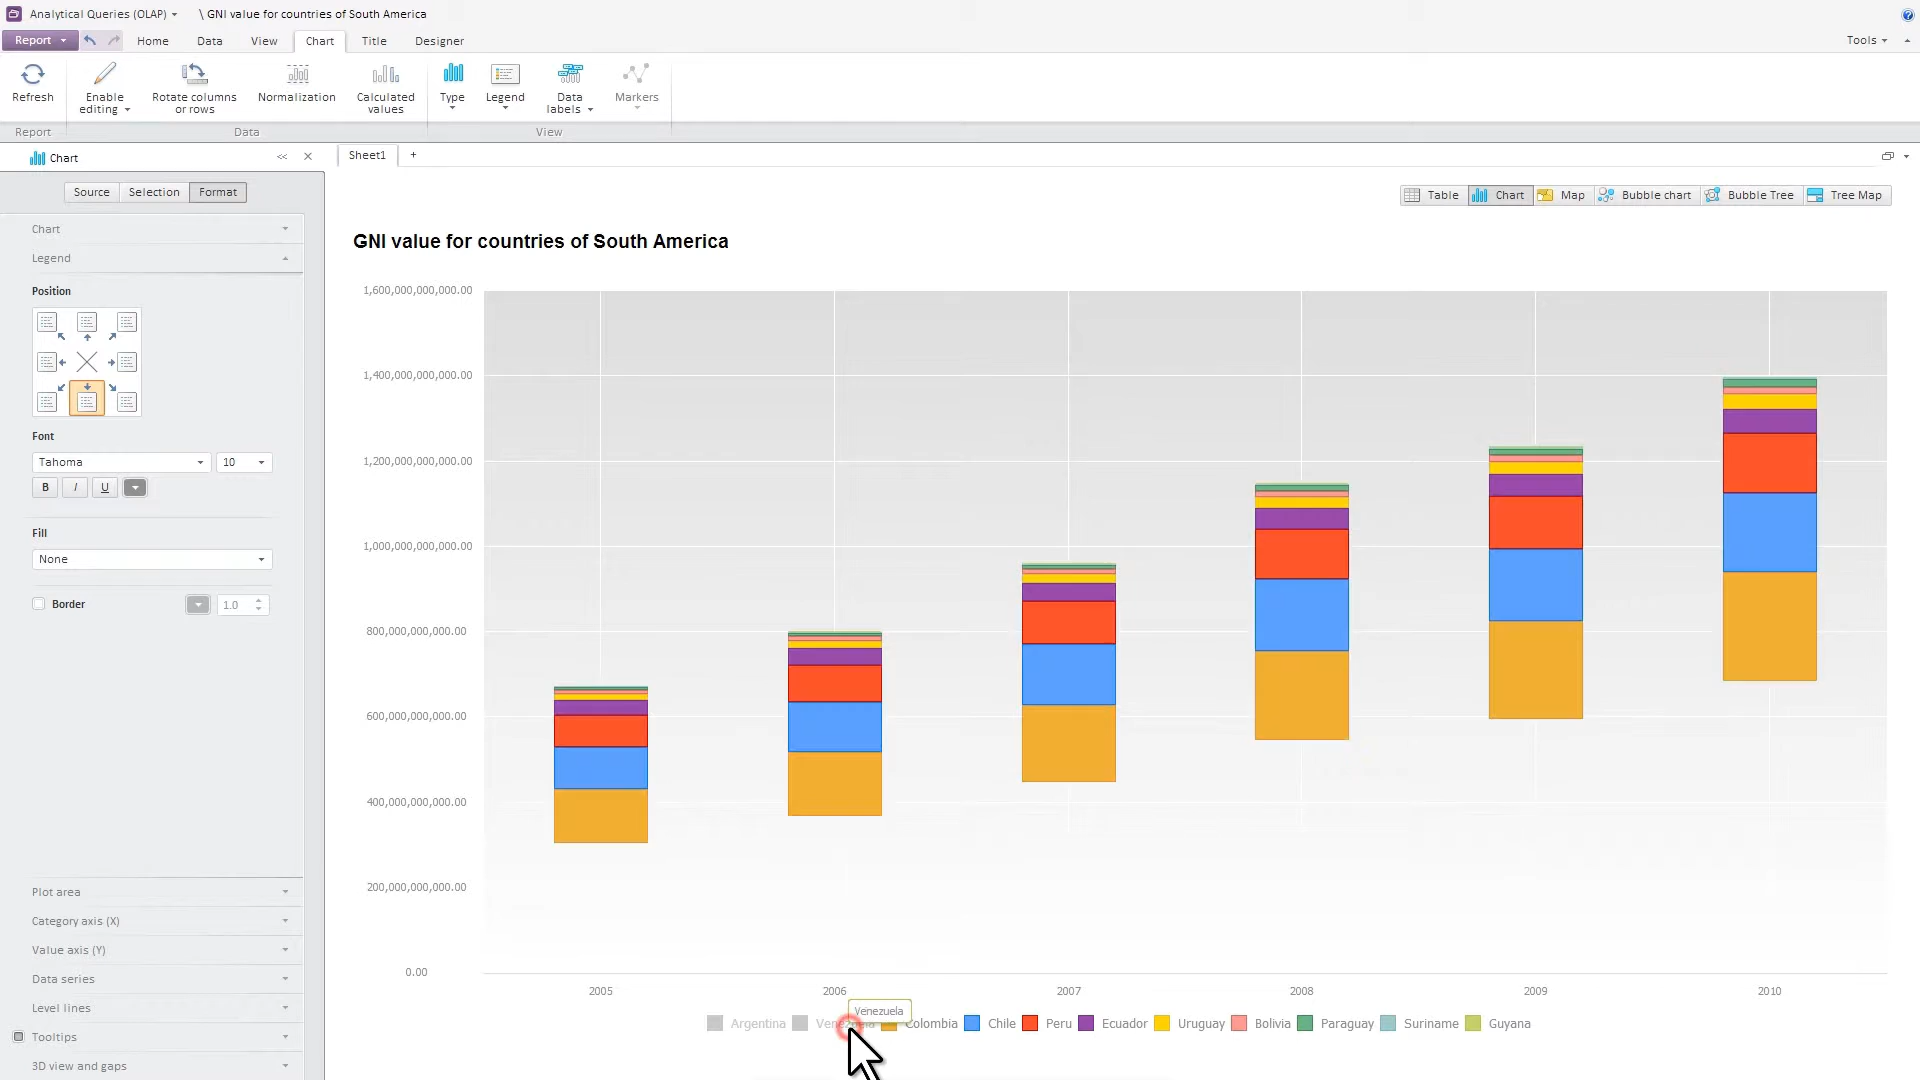 Analytical Queries (OLAP) \ GNI value for countries of South America
Report Home Data View Chart Title Designer Tools
Refresh Enable editing Rotate columns or rows Normalization Calculated values Type Legend Data labels Markers
Report Data View
Chart Sheet1 +
Source Selection Format
Table Chart Map Bubble chart Bubble Tree Tree Map
Chart
Legend
Position
Font
Tahoma 10
B I U
Fill
None
Border 1.0
Plot area
Category axis (X)
Value axis (Y)
Data series
Level lines
Tooltips
3D view and gaps
GNI value for countries of South America
1,600,000,000,000.00
1,400,000,000,000.00
1,200,000,000,000.00
1,000,000,000,000.00
800,000,000,000.00
600,000,000,000.00
400,000,000,000.00
200,000,000,000.00
0.00
2005 2006 2007 2008 2009 2010
Venezuela
Argentina Venezuela Colombia Chile Peru Ecuador Uruguay Bolivia Paraguay Suriname Guyana